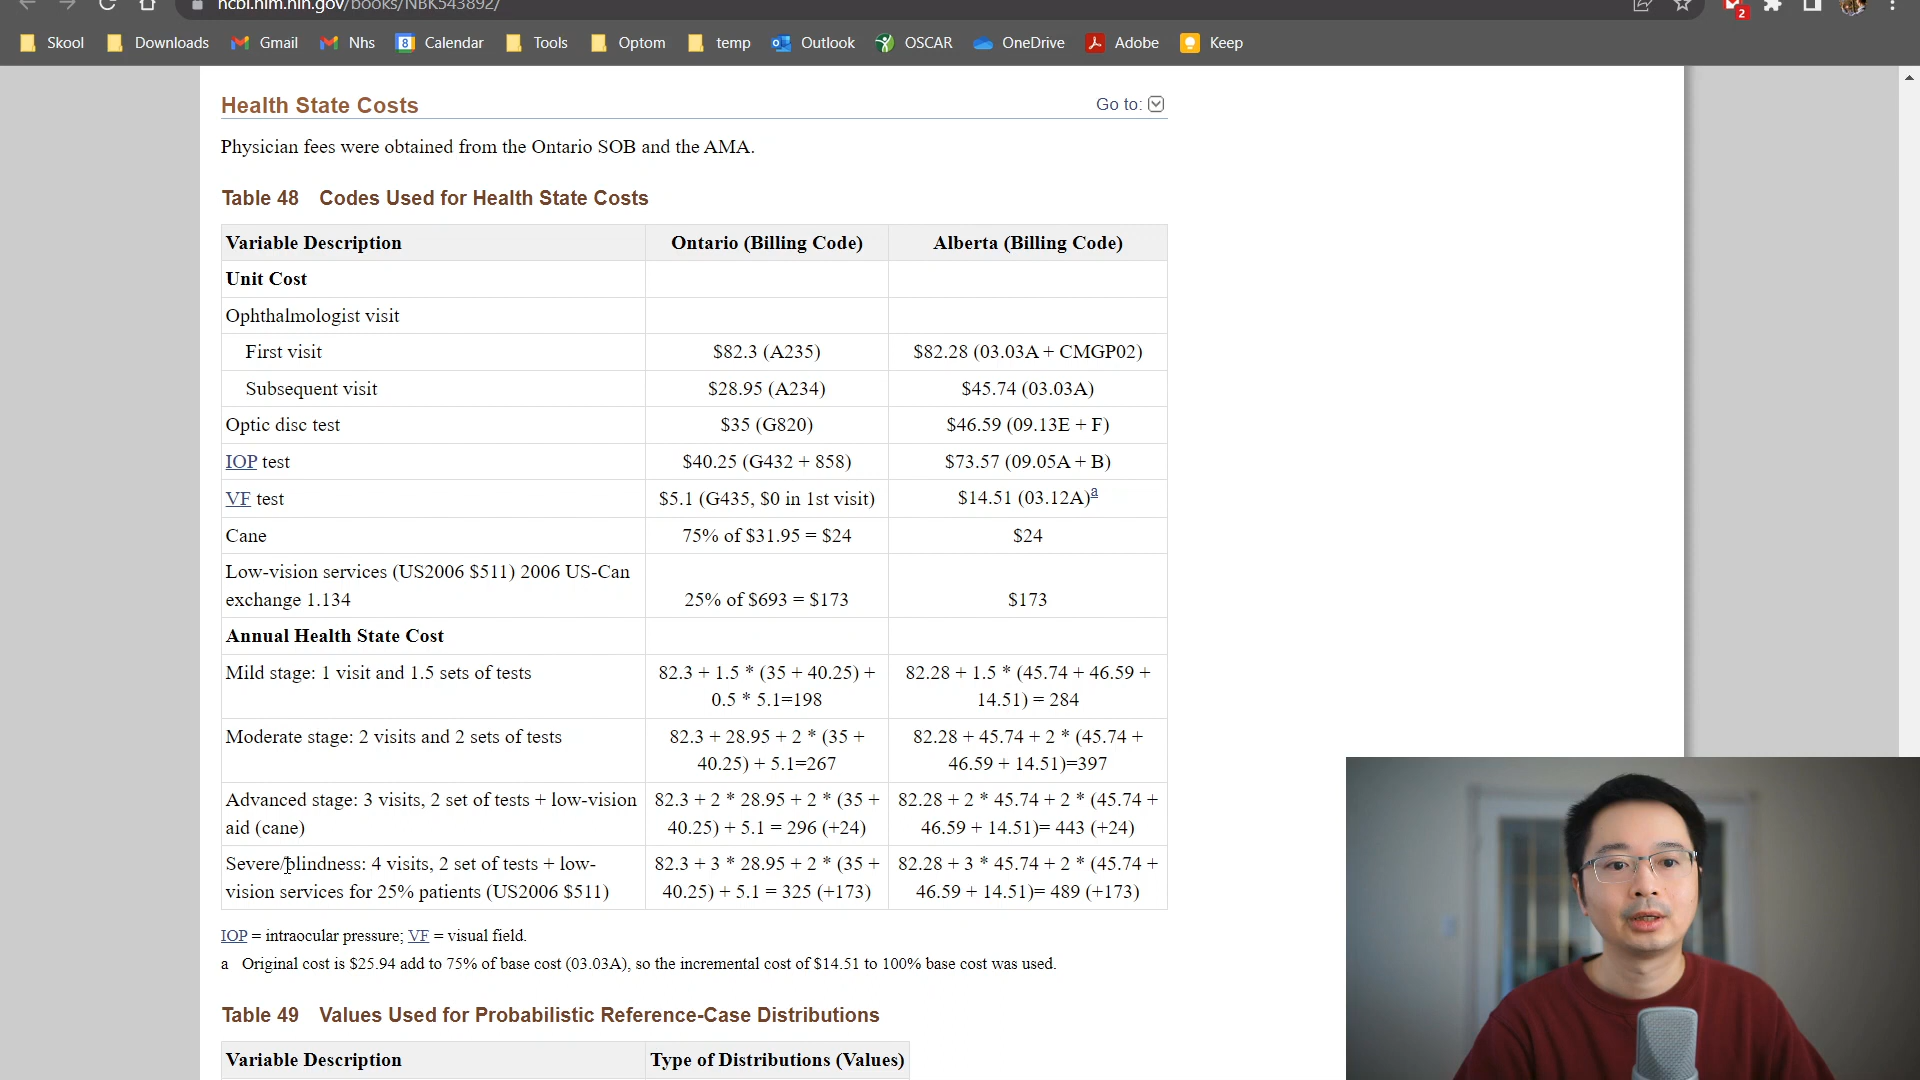 ncbi.nlm.nih.gov/books/NBK543892/
2
Skool Downloads Gmail Nhs 8 Calendar Tools Optom temp Outlook OSCAR OneDrive Adobe Keep
Health State Costs Go to:
Physician fees were obtained from the Ontario SOB and the AMA.
Table 48 Codes Used for Health State Costs
Variable Description Ontario (Billing Code) Alberta (Billing Code)
Unit Cost
Ophthalmologist visit
First visit $82.3 (A235) $82.28 (03.03A + CMGP02)
Subsequent visit $28.95 (A234) $45.74 (03.03A)
Optic disc test $35 (G820) $46.59 (09.13E + F)
IOP test $40.25 (G432 + 858) $73.57 (09.05A + B)
VF test $5.1 (G435, $0 in 1st visit) $14.51 (03.12A)a
Cane 75% of $31.95 = $24 $24
Low-vision services (US2006 $511) 2006 US-Can
exchange 1.134 25% of $693 = $173 $173
Annual Health State Cost
Mild stage: 1 visit and 1.5 sets of tests 82.3 + 1.5 * (35 + 40.25) + 82.28 + 1.5 * (45.74 + 46.59 +
0.5 * 5.1=198 14.51) = 284
Moderate stage: 2 visits and 2 sets of tests 82.3 + 28.95 + 2 * (35 + 82.28 + 45.74 + 2 * (45.74 +
40.25) + 5.1=267 46.59 + 14.51)=397
Advanced stage: 3 visits, 2 set of tests + low-vision 82.3 + 2 * 28.95 + 2 * (35 + 82.28 + 2 * 45.74 + 2 * (45.74 +
aid (cane) 40.25) + 5.1 = 296 (+24) 46.59 + 14.51)= 443 (+24)
Severe/blindness: 4 visits, 2 set of tests + low- 82.3 + 3 * 28.95 + 2 * (35 + 82.28 + 3 * 45.74 + 2 * (45.74 +
vision services for 25% patients (US2006 $511) 40.25) + 5.1 = 325 (+173) 46.59 + 14.51)= 489 (+173)
IOP = intraocular pressure; VF = visual field.
a Original cost is $25.94 add to 75% of base cost (03.03A), so the incremental cost of $14.51 to 100% base cost was used.
Table 49 Values Used for Probabilistic Reference-Case Distributions
Variable Description Type of Distributions (Values)